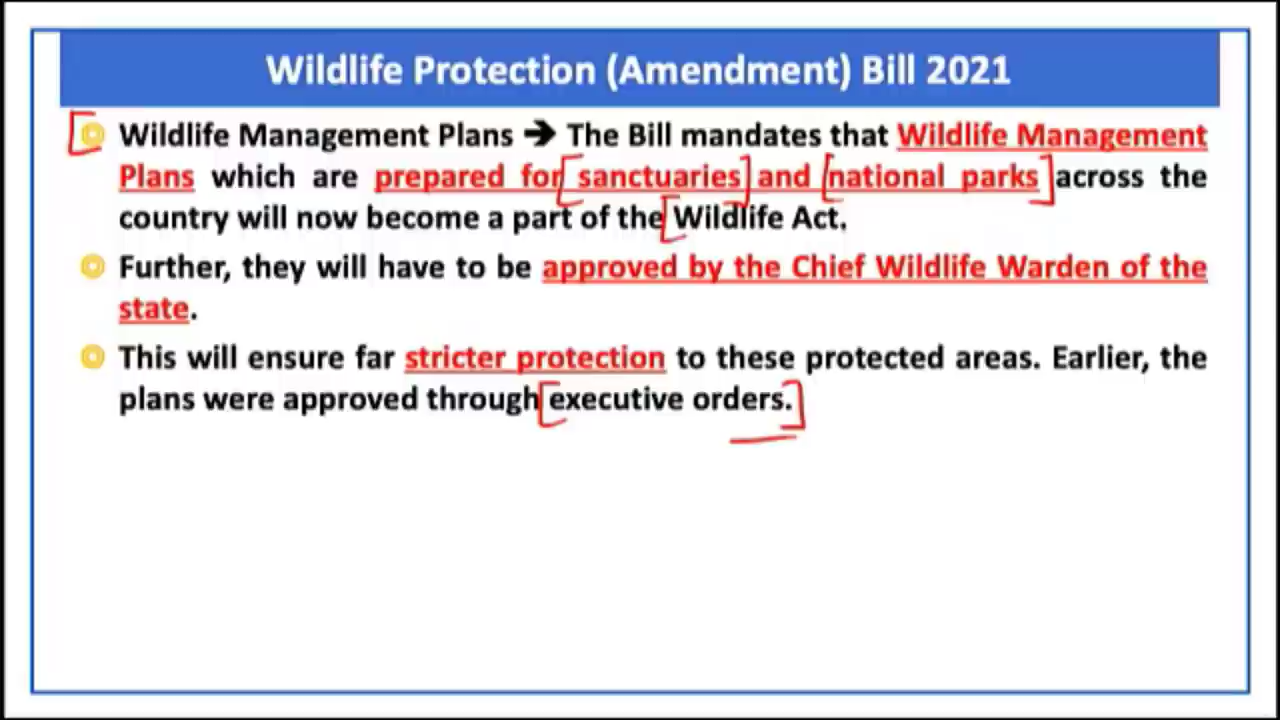 Wildlife Protection (Amendment) Bill 2021
Wildlife Management Plans ➔ The Bill mandates that Wildlife Management
Plans which are prepared for sanctuaries and national parks across the
country will now become a part of the Wildlife Act.
Further, they will have to be approved by the Chief Wildlife Warden of the
state.
This will ensure far stricter protection to these protected areas. Earlier, the
plans were approved through executive orders.